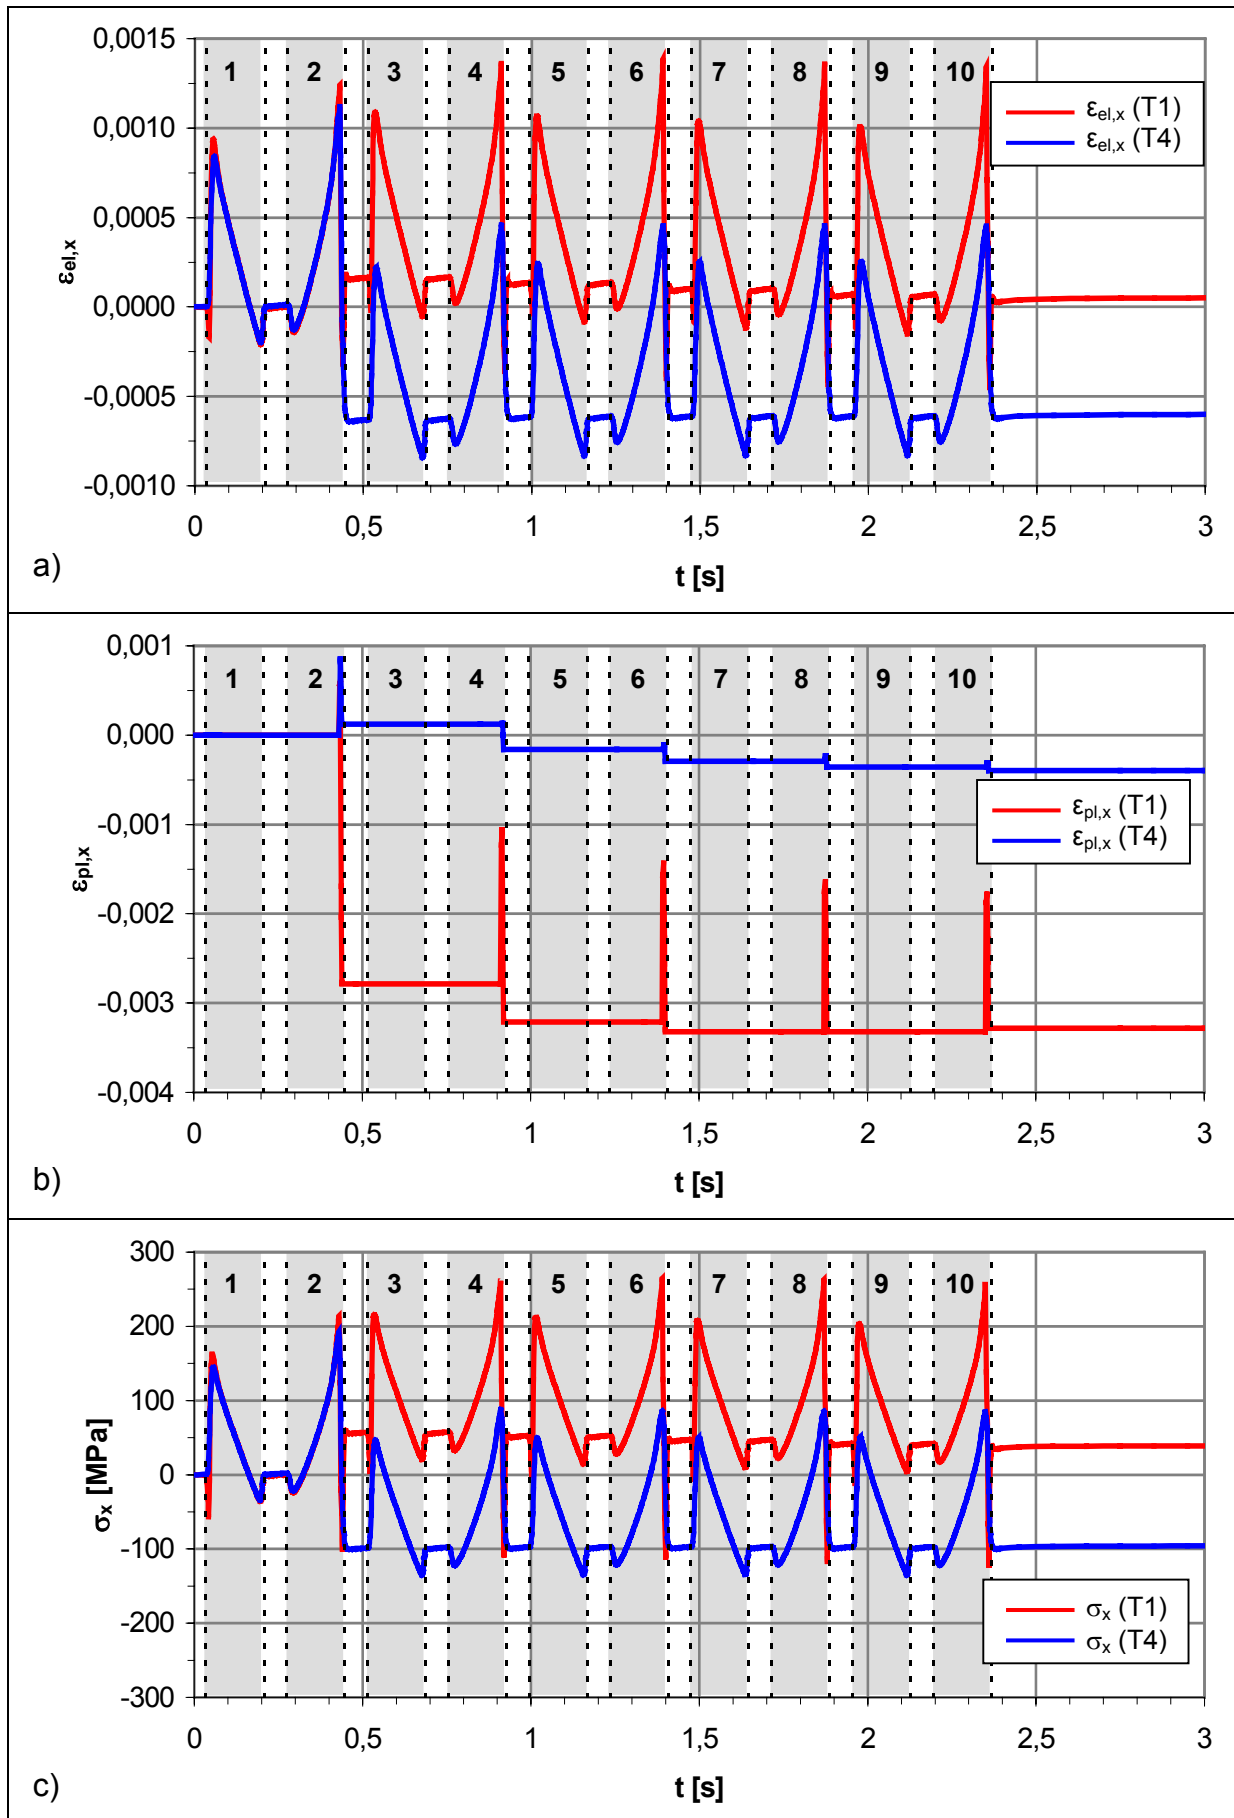 0,0015
1 2 3 4 5 6 7 8 9 10
0,0010
εel,x (T1)
εel,x (T4)
0,0005
εel,x
0,0000
-0,0005
-0,0010
0 0,5 1 1,5 2 2,5 3
a)
t [s]
0,001
1 2 3 4 5 6 7 8 9 10
0,000
εpl,x (T1)
εpl,x (T4)
-0,001
εpl,x
-0,002
-0,003
-0,004
0 0,5 1 1,5 2 2,5 3
b)
t [s]
300
1 2 3 4 5 6 7 8 9 10
200
100
σx [MPa]
0
-100
σx (T1)
σx (T4)
-200
-300
0 0,5 1 1,5 2 2,5 3
c)
t [s]